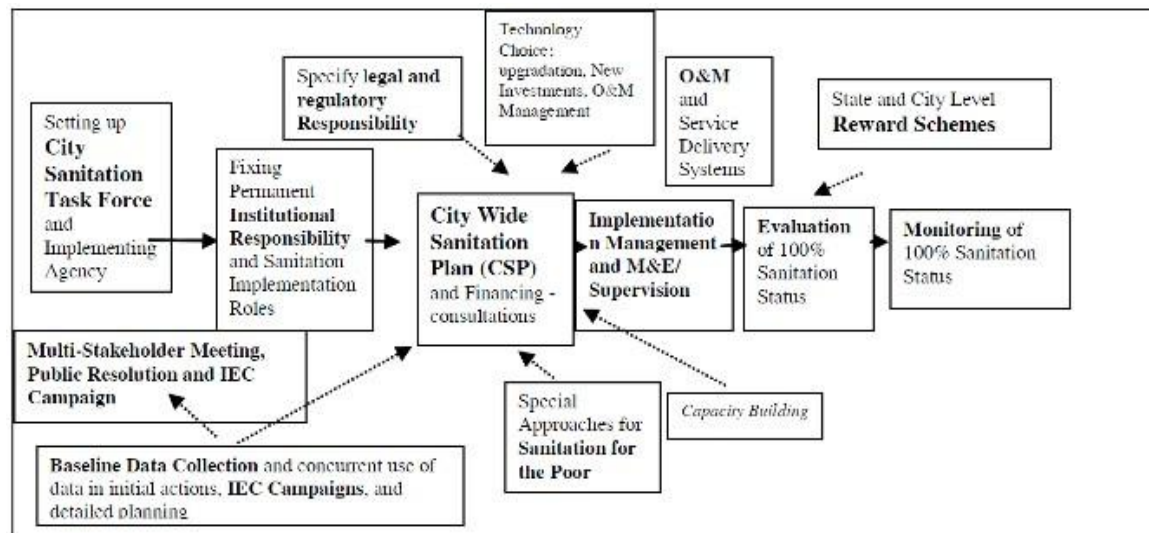 Technology
Choice:
upgradation, New
Investments, O&M
Management
Specify legal and
regulatory
Responsibility
O&M
and
Service
Delivery
Systems
State and City Level
Reward Schemes
Setting up
City
Sanitation
Task Force
and
Implementing
Agency
Fixing
Permanent
Institutional
Responsibility
and Sanitation
Implementation
Roles
City Wide
Sanitation
Plan (CSP)
and Financing -
consultations
Implementatio
n Management
and M&E/
Supervision
Evaluation
of 100%
Sanitation
Status
Monitoring of
100% Sanitation
Status
Multi-Stakeholder Meeting,
Public Resolution and IEC
Campaign
Special
Approaches for
Sanitation for
the Poor
Capacity Building
Baseline Data Collection and concurrent use of
data in initial actions, IEC Campaigns, and
detailed planning